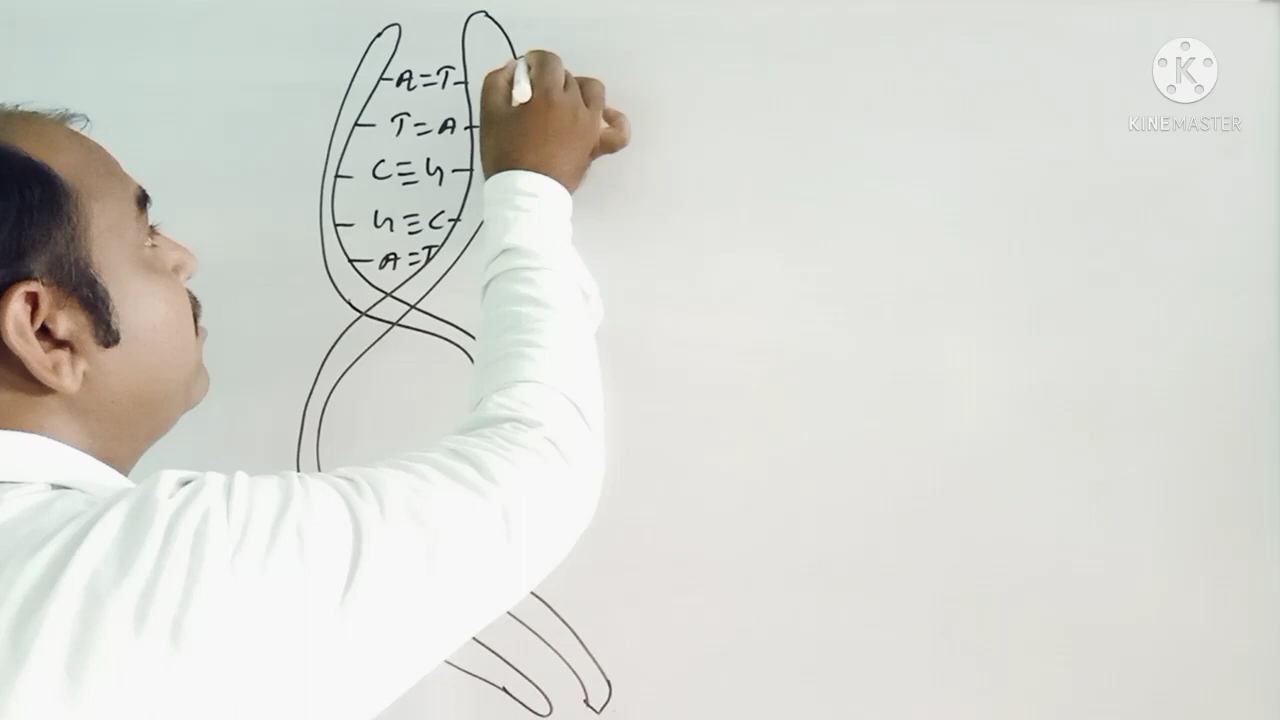 A=T
T=A
C≡G
G≡C
A=T
K
KINEMASTER